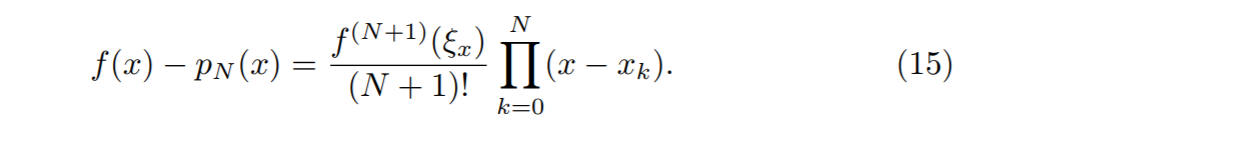 f(x) − p_N(x) = \frac{f^{(N+1)}(ξ_x)}{(N + 1)!} \prod_{k=0}^{N} (x − x_k). (15)